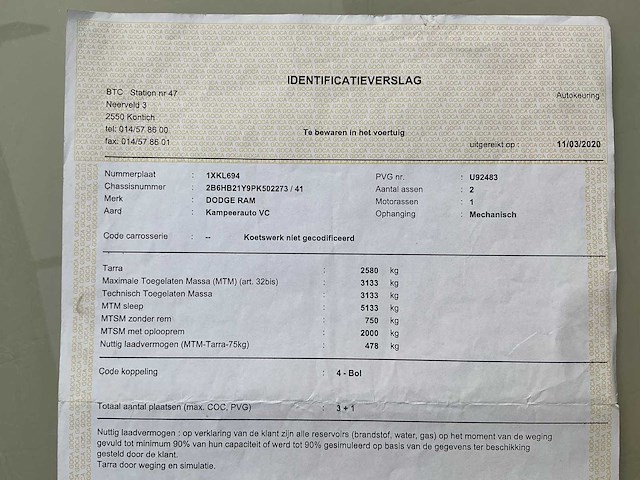 IDENTIFICATIEVERSLAG
BTC Station nr 47
Neerveld 3
2550 Kontich
tel: 014/57 86 00
fax: 014/57.86 01
Autokeuring
Te bewaren in het voertuig
uitgereikt op : 11/03/2020
Nummerplaat : 1XKL694
Chassisnummer : 2B6HB21Y9PK502273 / 41
Merk : DODGE RAM
Aard : Kampeerauto VC
PVG nr. : U92483
Aantal assen : 2
Motorassen : 1
Ophanging : Mechanisch
Code carrosserie : -- Koetswerk niet gecodificeerd
Tarra : 2580 kg
Maximale Toegelaten Massa (MTM) (art. 32bis) : 3133 kg
Technisch Toegelaten Massa : 3133 kg
MTM sleep : 5133 kg
MTSM zonder rem : 750 kg
MTSM met oplooprem : 2000 kg
Nuttig laadvermogen (MTM-Tarra-75kg) : 478 kg
Code koppeling : 4 - Bol
Totaal aantal plaatsen (max. COC, PVG) : 3 + 1
Nuttig laadvermogen : op verklaring van de klant zijn alle reservoirs (brandstof, water, gas) op het moment van de weging
gevuld tot minimum 90% van hun capaciteit of werd tot 90% gesimuleerd op basis van de gegevens ter beschikking
gesteld door de klant.
Tarra door weging en simulatie.